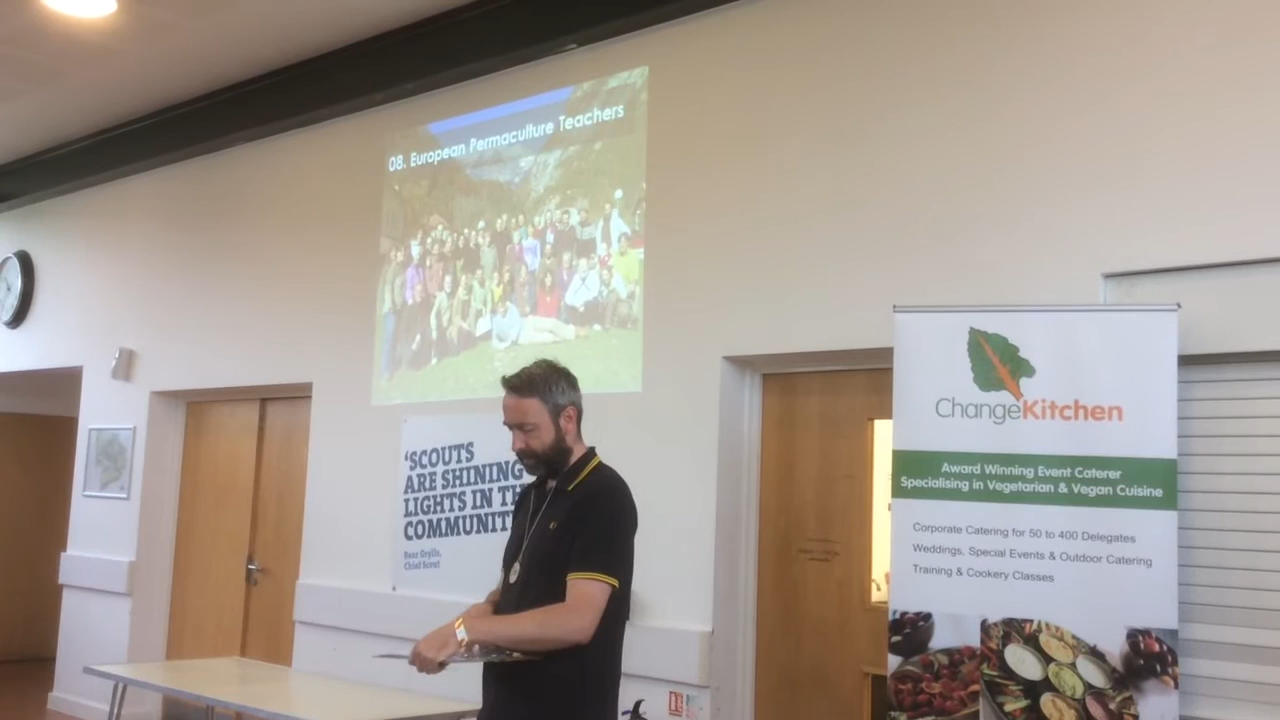 08. European Permaculture Teachers
'SCOUTS
ARE SHINING
LIGHTS IN
COMMUNIT
Bear Grylls,
Chief Scout
ChangeKitchen
Award Winning Event Caterer
Specialising in Vegetarian & Vegan Cuisine
Corporate Catering for 50 to 400 Delegates
Weddings, Special Events & Outdoor Catering
Training & Cookery Classes